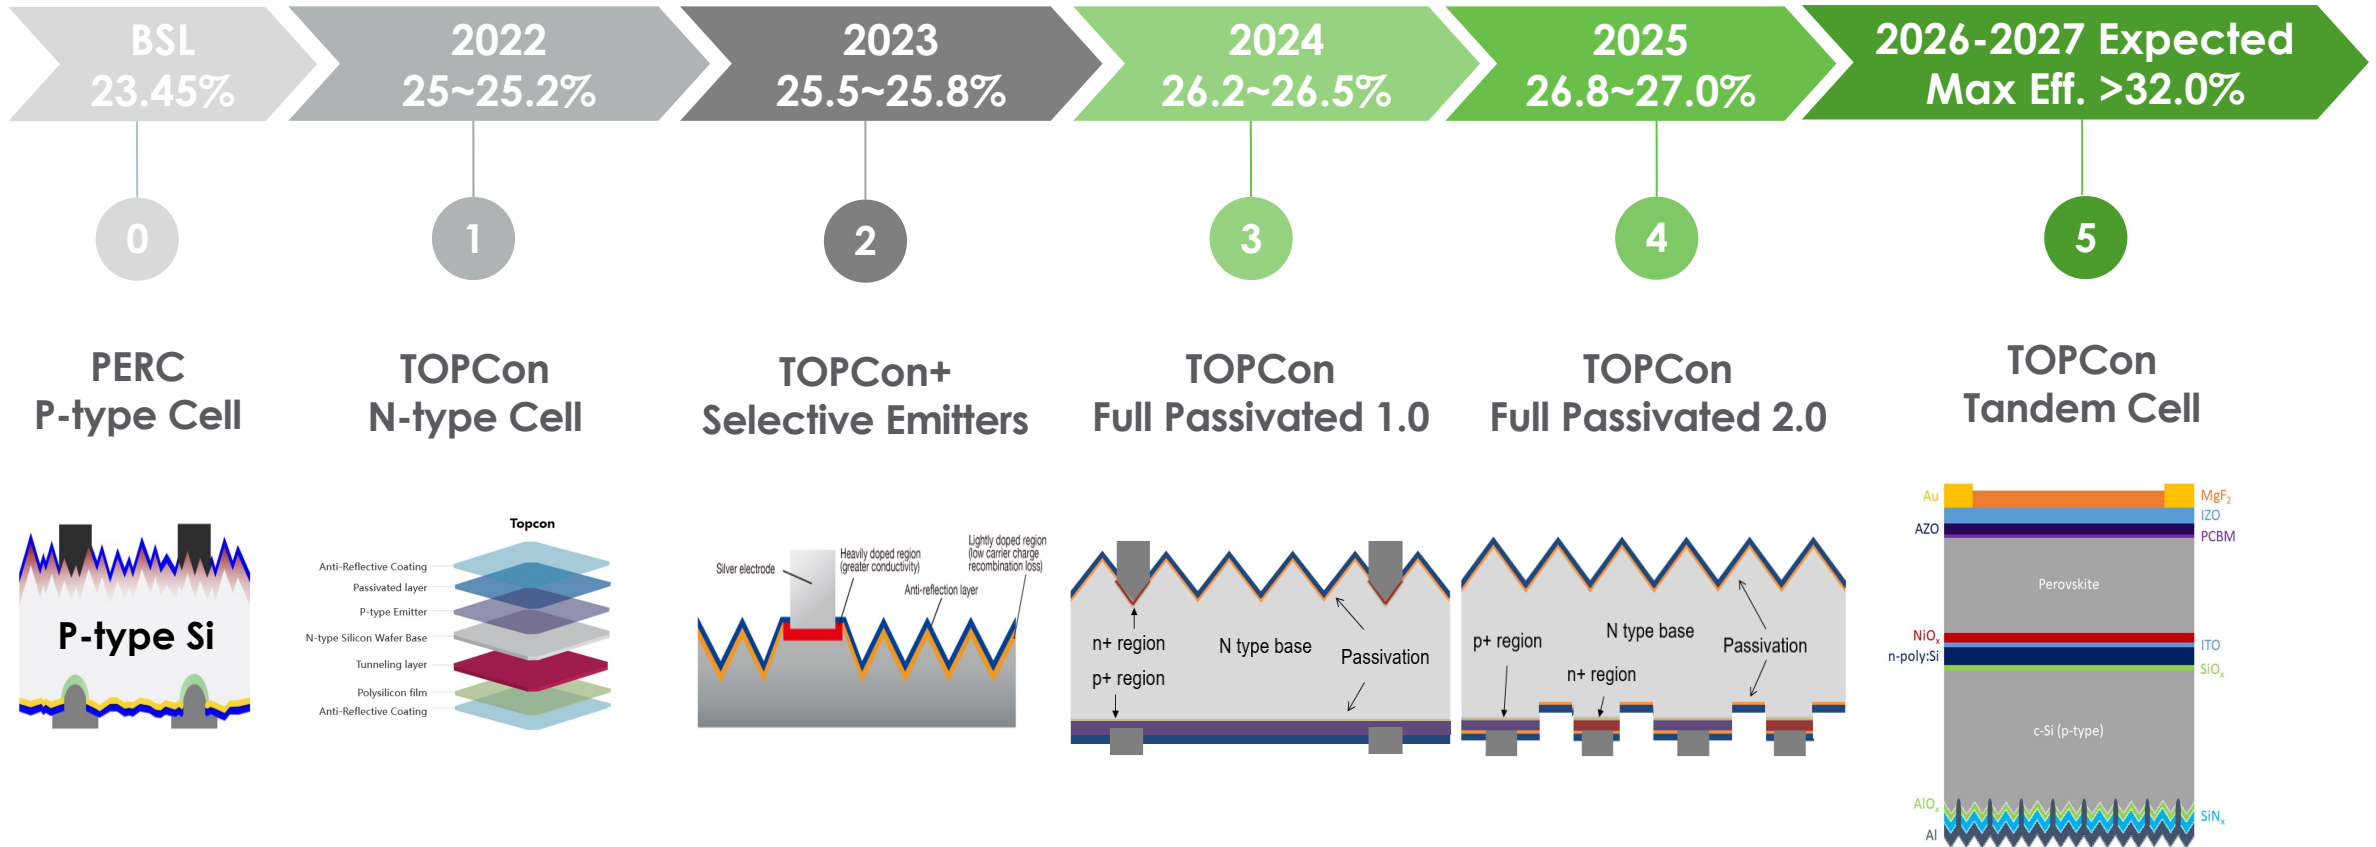 BSL
23.45%
2022
25~25.2%
2023
25.5~25.8%
2024
26.2~26.5%
2025
26.8~27.0%
2026-2027 Expected
Max Eff. >32.0%
0
1
2
3
4
5
PERC
P-type Cell
TOPCon
N-type Cell
TOPCon+
Selective Emitters
TOPCon
Full Passivated 1.0
TOPCon
Full Passivated 2.0
TOPCon
Tandem Cell
P-type Si
Topcon
Anti-Reflective Coating
Passivated layer
P-type Emitter
N-type Silicon Wafer Base
Tunneling layer
Polysilicon film
Anti-Reflective Coating
Silver electrode
Heavily doped region
(greater conductivity)
Lightly doped region
(low carrier charge
recombination loss)
Anti-reflection layer
n+ region
p+ region
N type base
Passivation
p+ region
N type base
n+ region
Passivation
Au
MgF₂
IZO
AZO
PCBM
Perovskite
NiOₓ
ITO
n-poly:Si
SiOₓ
c-Si (p-type)
AlOₓ
SiNₓ
Al